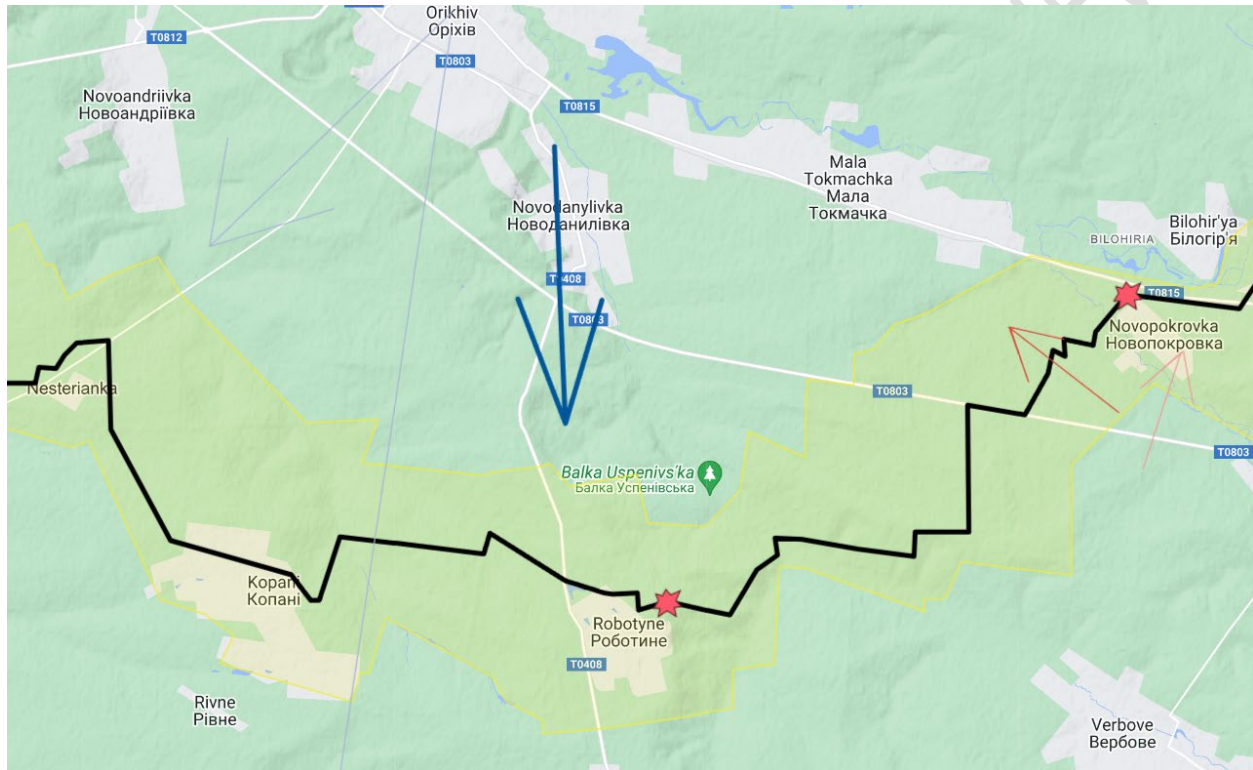 Orikhiv
Оріхів
T0812
T0803
Novoandriivka
Новоандріївка
T0815
Mala
Tokmachka
Мала
Токмачка
Novodanylivka
Новоданилівка
Bilohir'ya
Білогір'я
BILOHIRIA
T0408
T0803
T0815
Novopokrovka
Новопокровка
Nesterianka
T0803
T0803
Balka Uspenivs'ka
Балка Успенівська
Kopani
Копані
Robotyne
Роботине
T0408
Rivne
Рівне
Verbove
Вербове